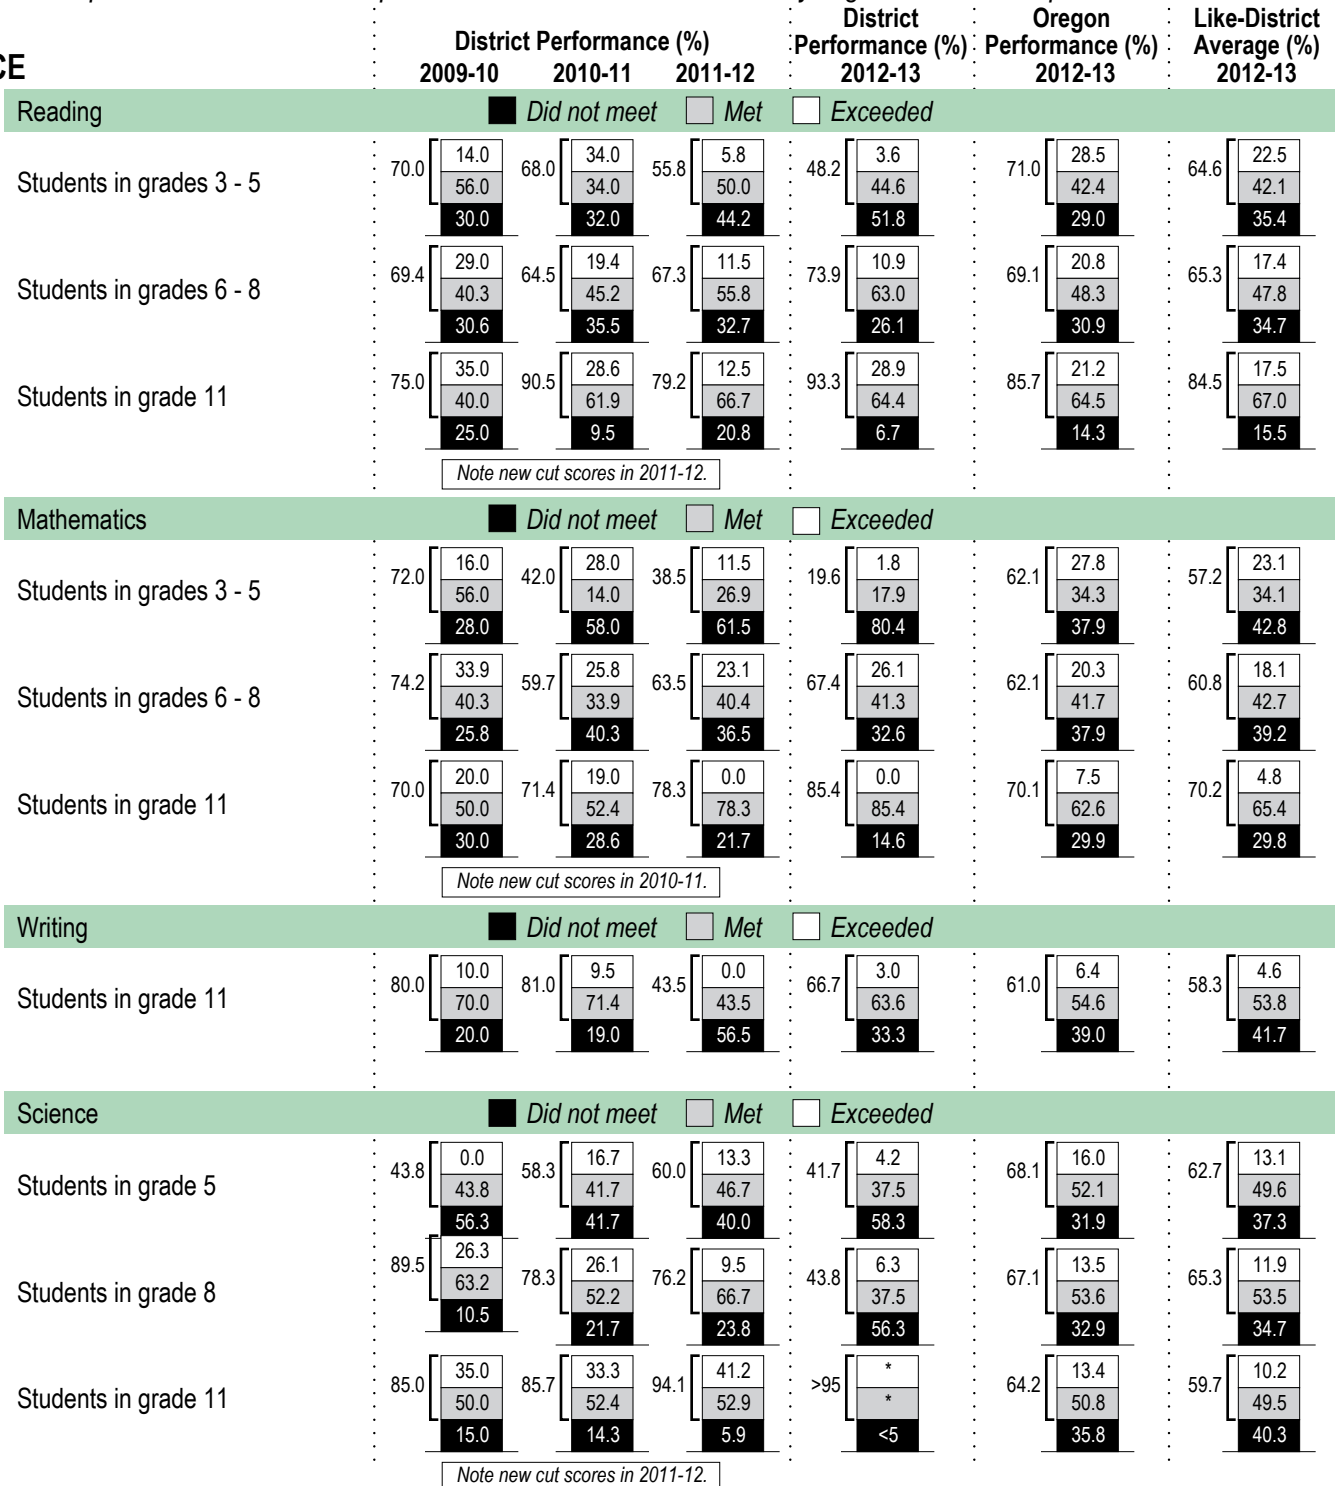 District Performance (%)
2009-10 2010-11 2011-12
District
Performance (%)
2012-13
Oregon
Performance (%)
2012-13
Like-District
Average (%)
2012-13
CE
Reading Did not meet Met Exceeded
14.0 34.0 5.8 3.6 28.5 22.5
Students in grades 3 - 5 70.0 56.0 68.0 34.0 55.8 50.0 48.2 44.6 71.0 42.4 64.6 42.1
30.0 32.0 44.2 51.8 29.0 35.4
29.0 19.4 11.5 10.9 20.8 17.4
Students in grades 6 - 8 69.4 40.3 64.5 45.2 67.3 55.8 73.9 63.0 69.1 48.3 65.3 47.8
30.6 35.5 32.7 26.1 30.9 34.7
35.0 28.6 12.5 28.9 21.2 17.5
Students in grade 11 75.0 40.0 90.5 61.9 79.2 66.7 93.3 64.4 85.7 64.5 84.5 67.0
25.0 9.5 20.8 6.7 14.3 15.5
Note new cut scores in 2011-12.
Mathematics Did not meet Met Exceeded
16.0 28.0 11.5 1.8 27.8 23.1
Students in grades 3 - 5 72.0 56.0 42.0 14.0 38.5 26.9 19.6 17.9 62.1 34.3 57.2 34.1
28.0 58.0 61.5 80.4 37.9 42.8
33.9 25.8 23.1 26.1 20.3 18.1
Students in grades 6 - 8 74.2 40.3 59.7 33.9 63.5 40.4 67.4 41.3 62.1 41.7 60.8 42.7
25.8 40.3 36.5 32.6 37.9 39.2
20.0 19.0 0.0 0.0 7.5 4.8
Students in grade 11 70.0 50.0 71.4 52.4 78.3 78.3 85.4 85.4 70.1 62.6 70.2 65.4
30.0 28.6 21.7 14.6 29.9 29.8
Note new cut scores in 2010-11.
Writing Did not meet Met Exceeded
10.0 9.5 0.0 3.0 6.4 4.6
Students in grade 11 80.0 70.0 81.0 71.4 43.5 43.5 66.7 63.6 61.0 54.6 58.3 53.8
20.0 19.0 56.5 33.3 39.0 41.7
Science Did not meet Met Exceeded
0.0 16.7 13.3 4.2 16.0 13.1
Students in grade 5 43.8 43.8 58.3 41.7 60.0 46.7 41.7 37.5 68.1 52.1 62.7 49.6
56.3 41.7 40.0 58.3 31.9 37.3
26.3 26.1 9.5 6.3 13.5 11.9
Students in grade 8 89.5 63.2 78.3 52.2 76.2 66.7 43.8 37.5 67.1 53.6 65.3 53.5
10.5 21.7 23.8 56.3 32.9 34.7
35.0 33.3 41.2 * 13.4 10.2
Students in grade 11 85.0 50.0 85.7 52.4 94.1 52.9 >95 * 64.2 50.8 59.7 49.5
15.0 14.3 5.9 <5 35.8 40.3
Note new cut scores in 2011-12.